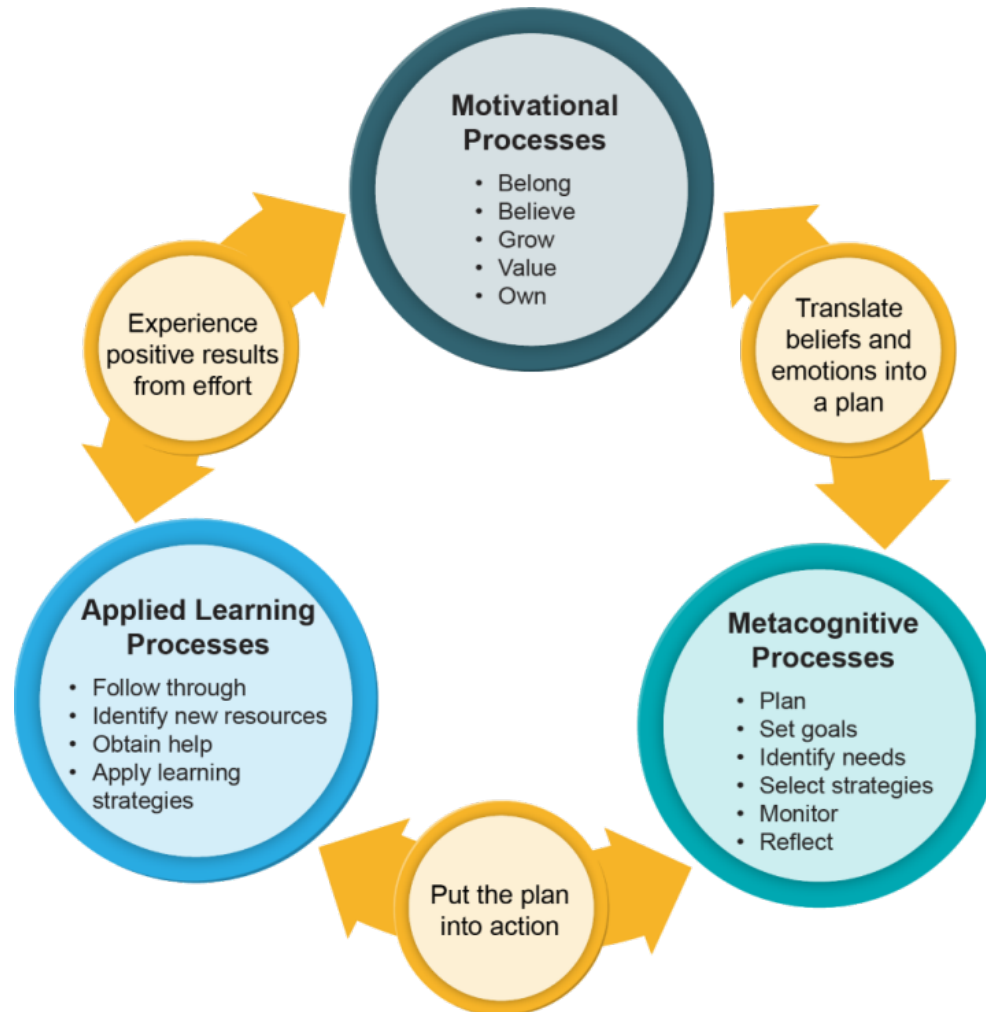 Motivational
Processes
• Belong
• Believe
• Grow
• Value
• Own
Experience
positive results
from effort
Translate
beliefs and
emotions into
a plan
Applied Learning
Processes
• Follow through
• Identify new resources
• Obtain help
• Apply learning
strategies
Metacognitive
Processes
• Plan
• Set goals
• Identify needs
• Select strategies
• Monitor
• Reflect
Put the plan
into action